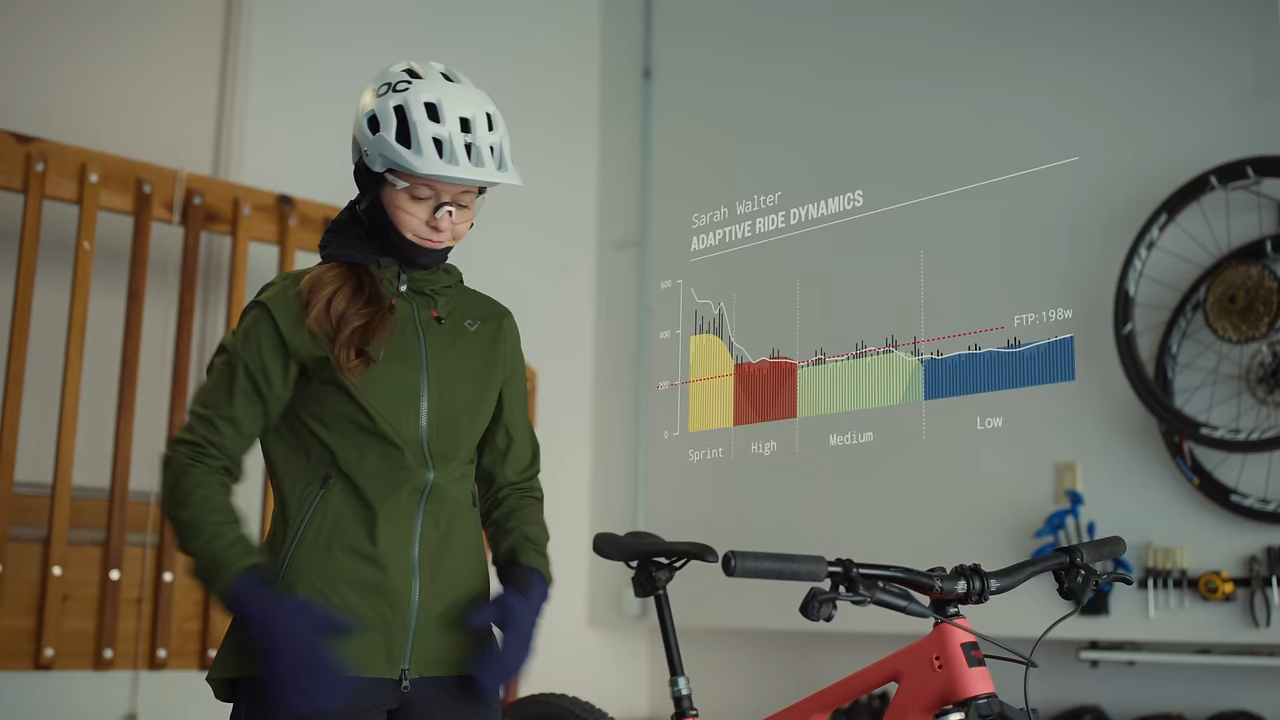 POC
Sarah Walter
ADAPTIVE RIDE DYNAMICS
600
400
200
0
FTP:198w
Sprint
High
Medium
Low